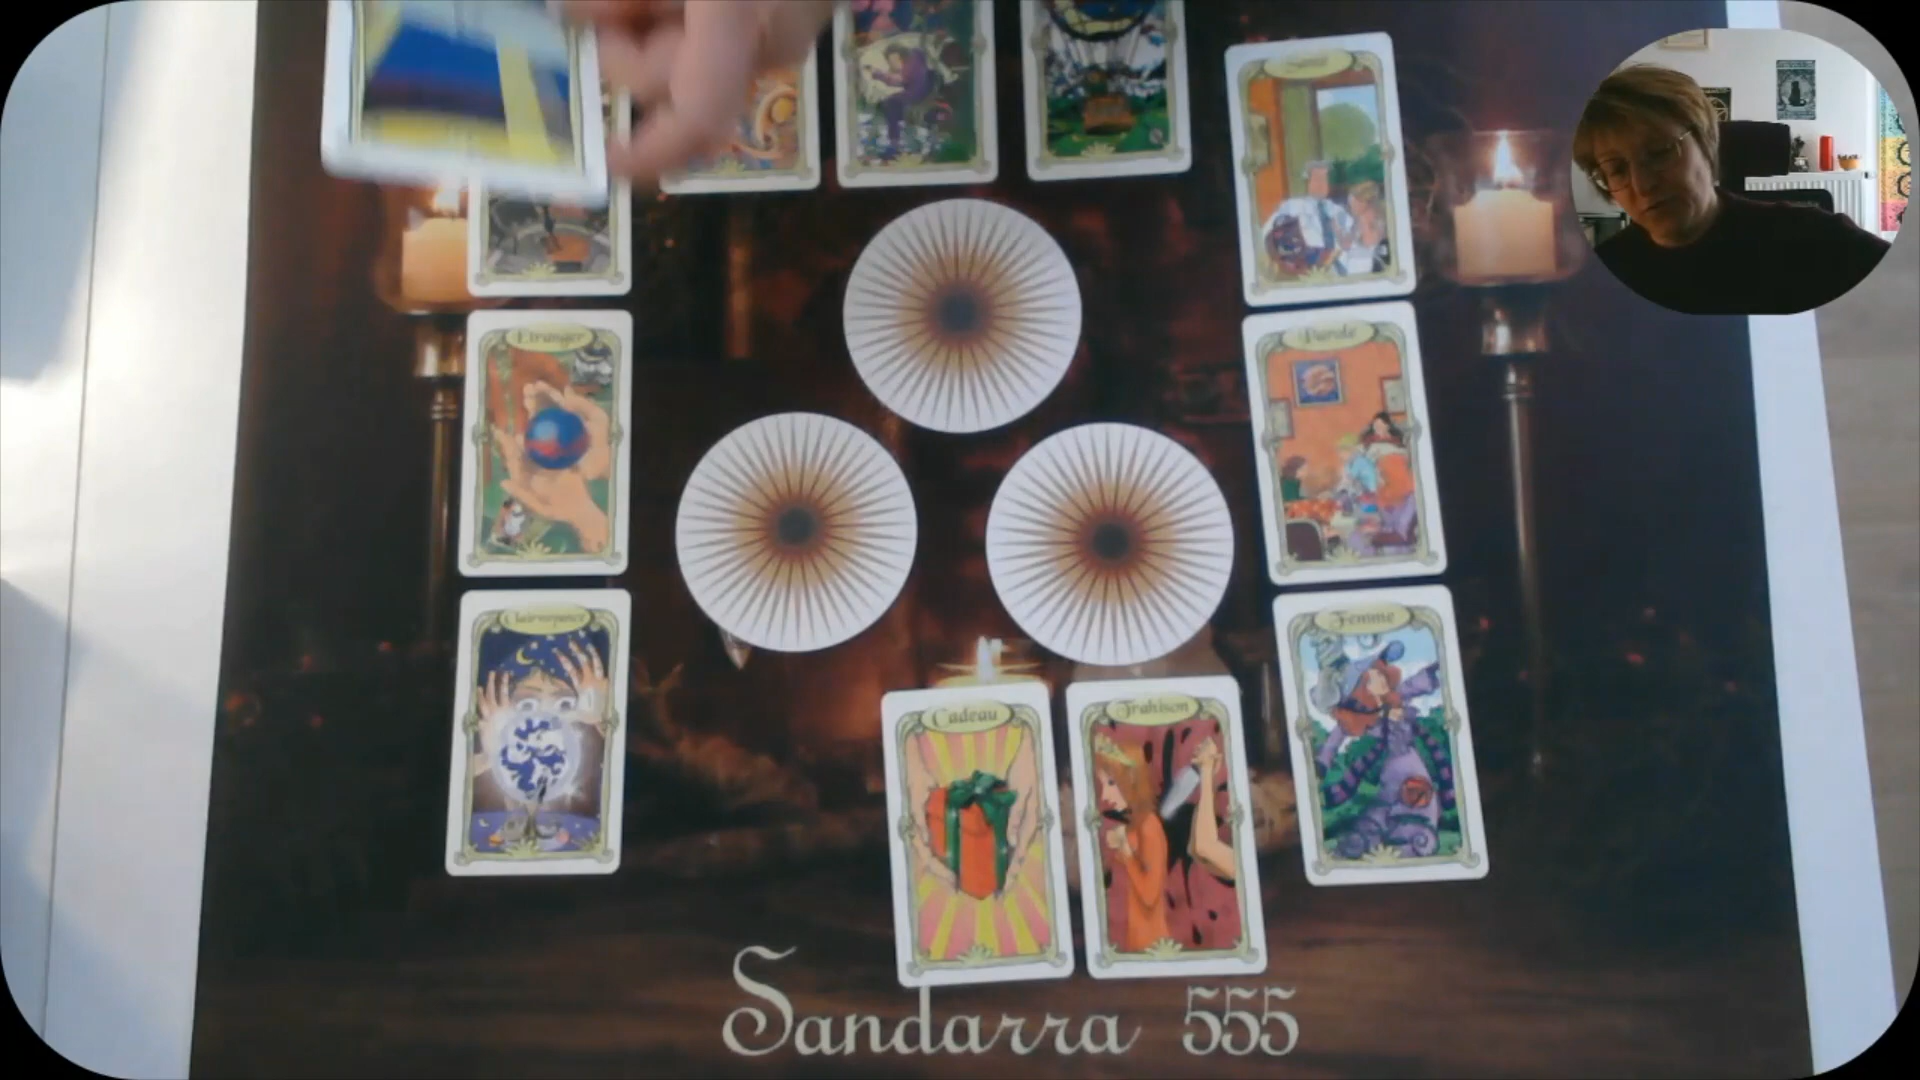 Etranger
Parole
Clairvoyance
Femme
Cadeau
Trahison
Sandarra 555